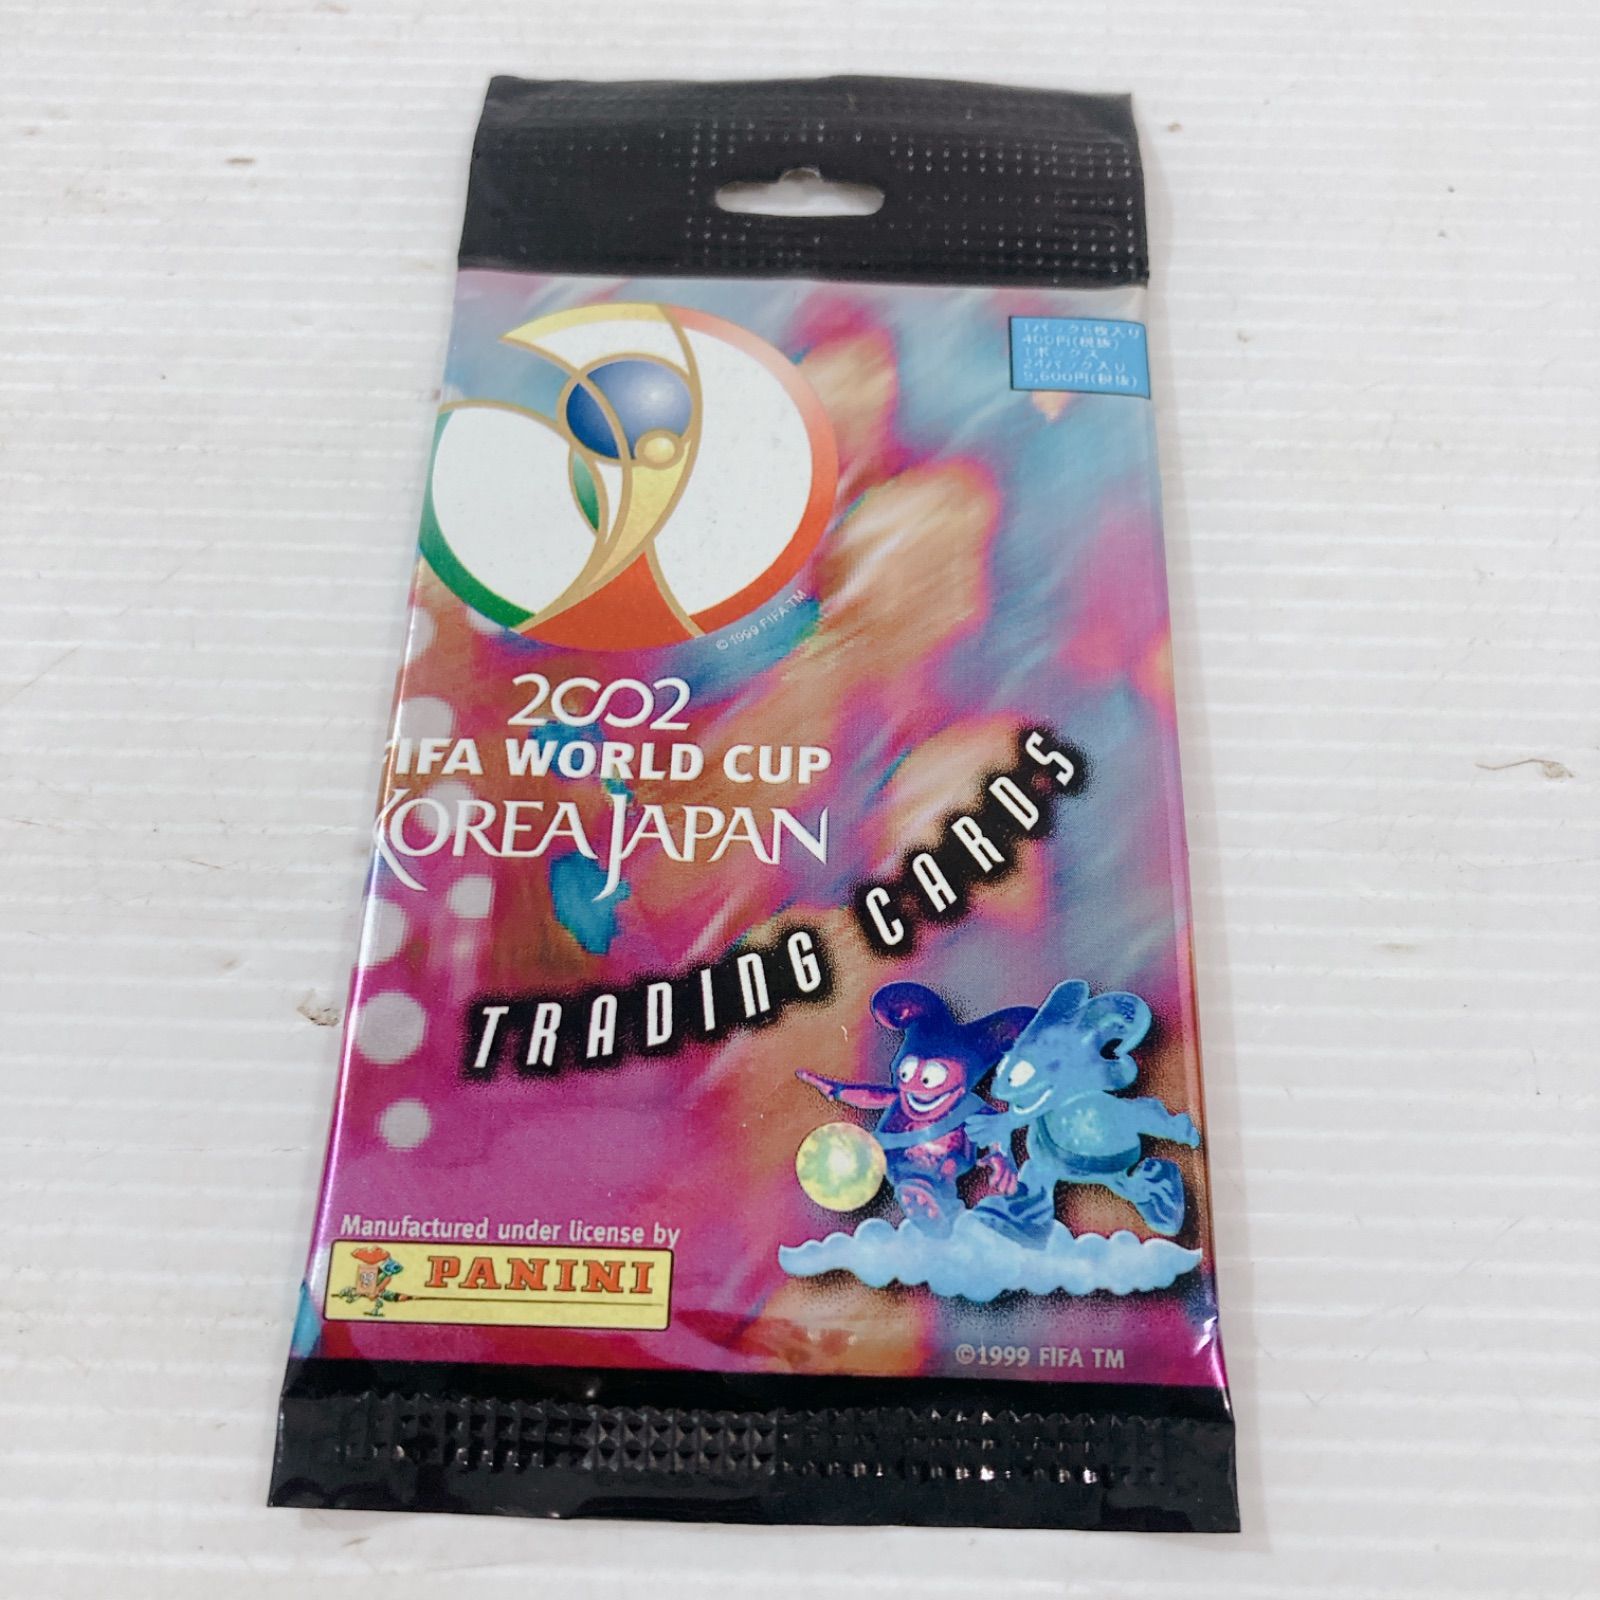 1パック6枚入り
400円(税抜)
1ボックス
24パック入り
9,600円(税抜)
©1999 FIFA TM
2002
FIFA WORLD CUP
KOREA JAPAN
TRADING CARDS
Manufactured under license by
PANINI
©1999 FIFA TM